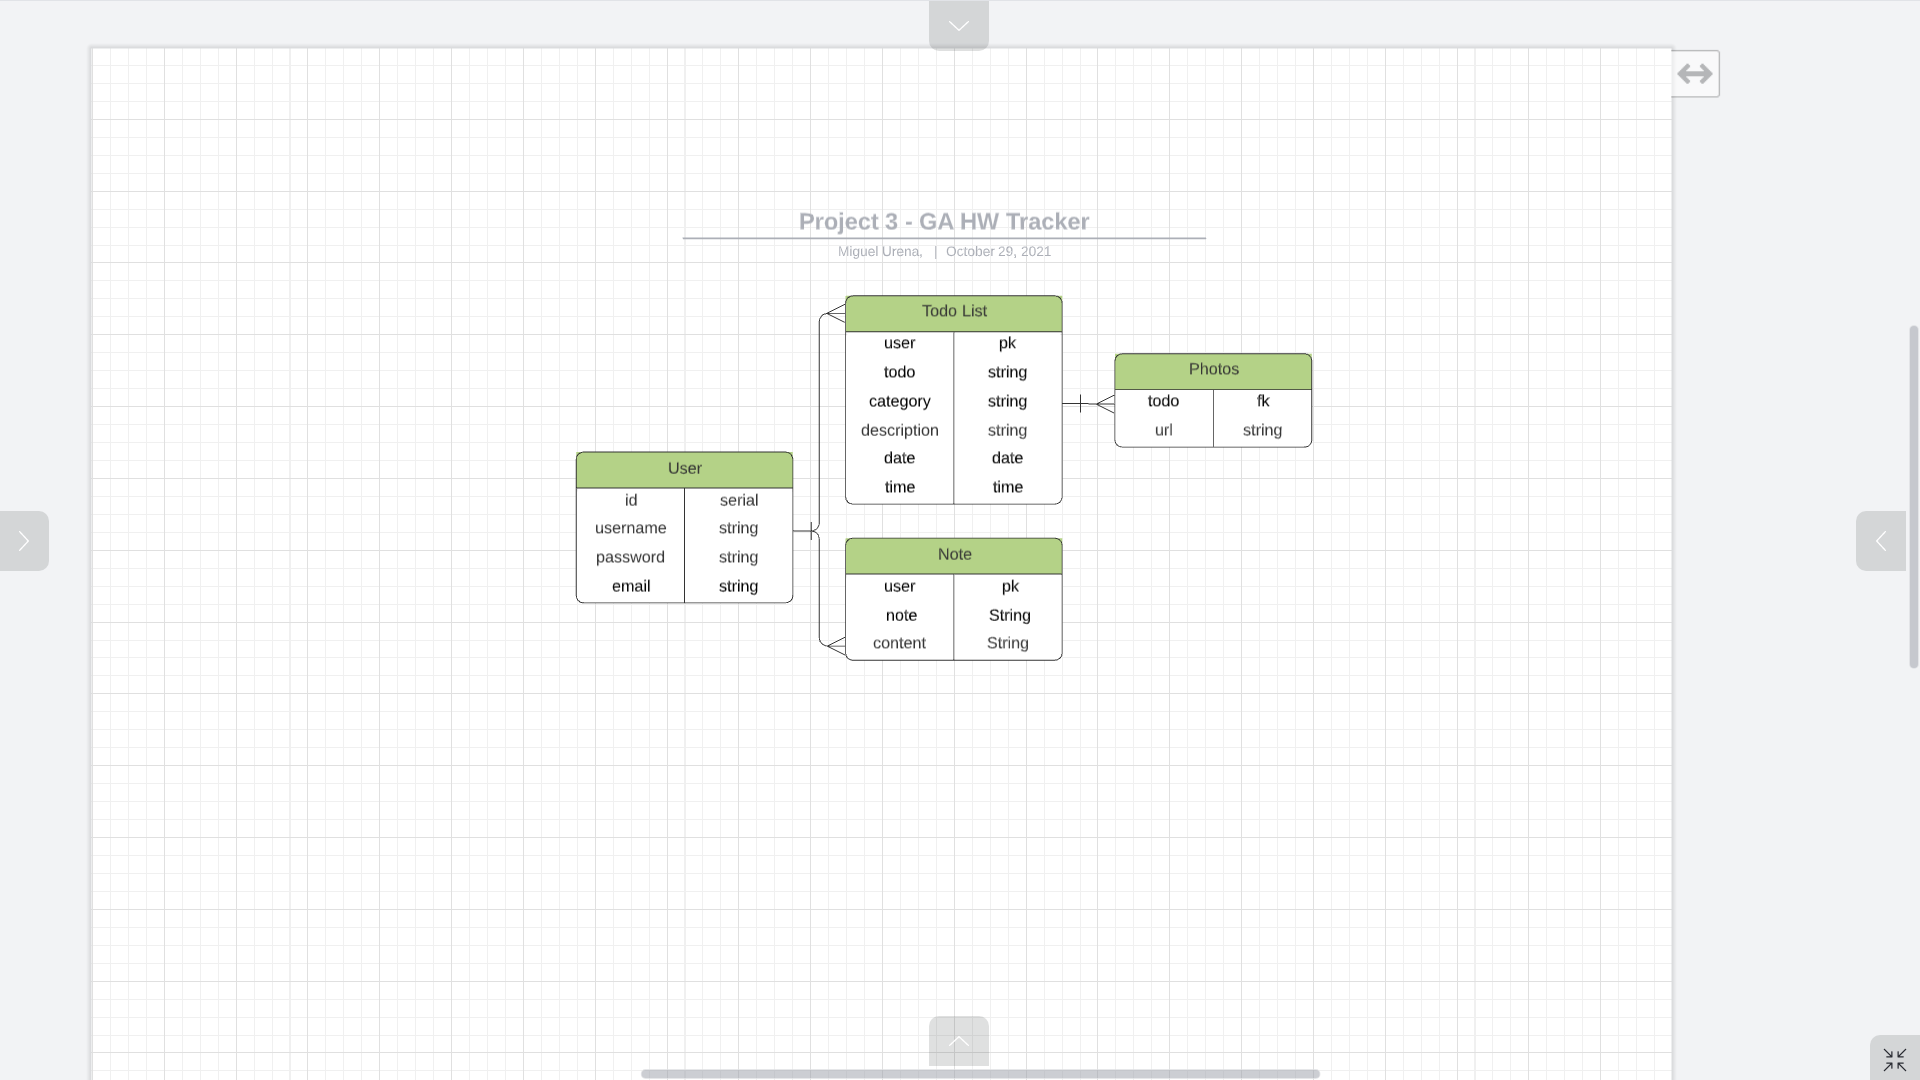 Project 3 - GA HW Tracker
Miguel Urena, | October 29, 2021
Todo List
user pk
todo string
category string
description string
date date
time time
Photos
todo fk
url string
User
id serial
username string
password string
email string
Note
user pk
note String
content String